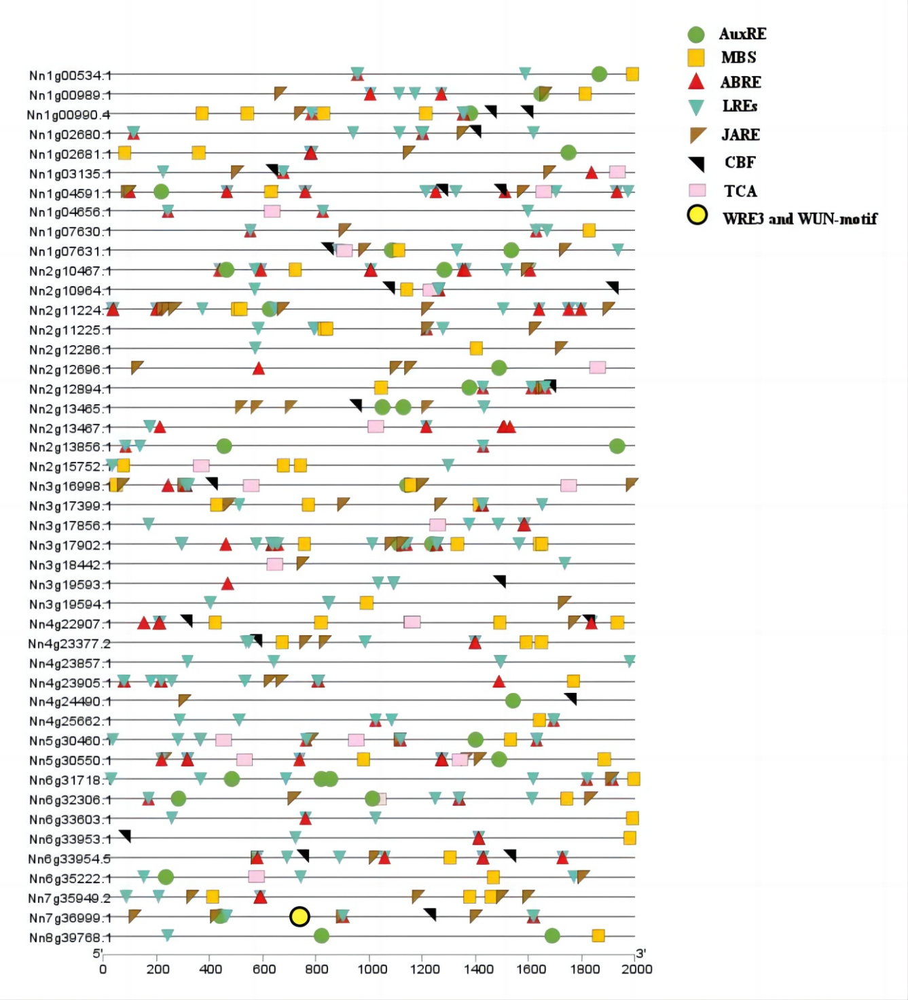 AuxRE
MBS
ABRE
LREs
JARE
CBF
TCA
WRE3 and WUN-motif
Nn1g00534.1
Nn1g00989.1
Nn1g00990.4
Nn1g02680.1
Nn1g02681.1
Nn1g03135.1
Nn1g04591.1
Nn1g04656.1
Nn1g07630.1
Nn1g07631.1
Nn2g10467.1
Nn2g10964.1
Nn2g11224.1
Nn2g11225.1
Nn2g12286.1
Nn2g12696.1
Nn2g12894.1
Nn2g13465.1
Nn2g13467.1
Nn2g13856.1
Nn2g15752.1
Nn3g16998.1
Nn3g17399.1
Nn3g17856.1
Nn3g17902.1
Nn3g18442.1
Nn3g19593.1
Nn3g19594.1
Nn4g22907.1
Nn4g23377.2
Nn4g23857.1
Nn4g23905.1
Nn4g24490.1
Nn4g25662.1
Nn5g30460.1
Nn5g30550.1
Nn6g31718.1
Nn6g32306.1
Nn6g33603.1
Nn6g33953.1
Nn6g33954.5
Nn6g35222.1
Nn7g35949.2
Nn7g36999.1
Nn8g39768.1
5' 3'
0 200 400 600 800 1000 1200 1400 1600 1800 2000